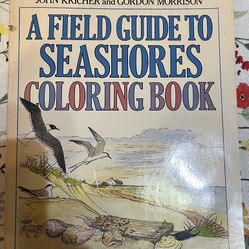 JOHN KRICHER and GORDON MORRISON
A FIELD GUIDE TO
SEASHORES
COLORING BOOK